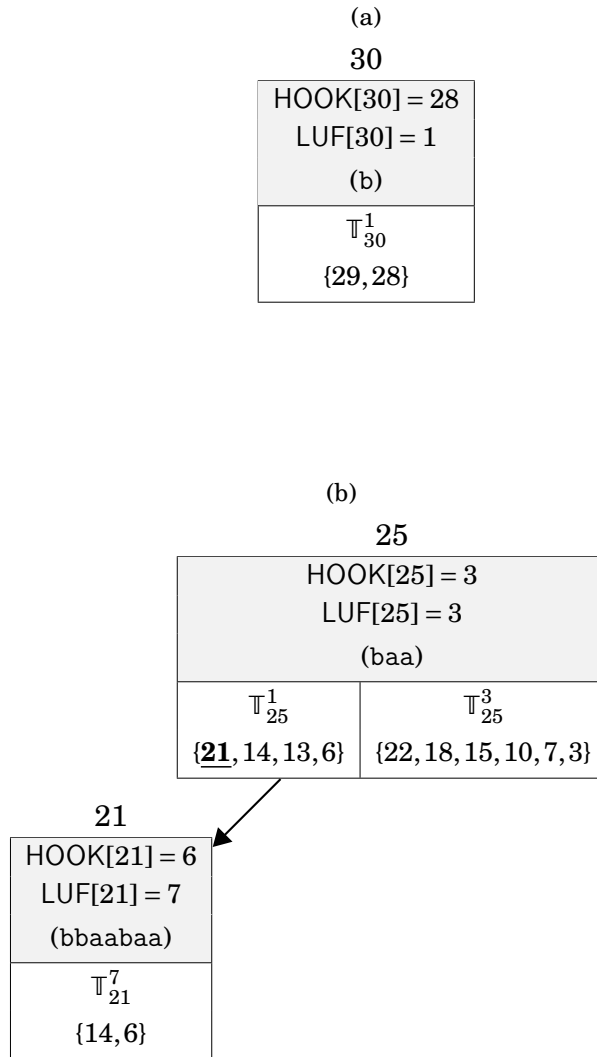 (a)
30
HOOK[30] = 28
LUF[30] = 1
(b)
𝕋¹₃₀
{29, 28}
(b)
25
HOOK[25] = 3
LUF[25] = 3
(baa)
𝕋¹₂₅ 𝕋³₂₅
{21, 14, 13, 6} {22, 18, 15, 10, 7, 3}
21
HOOK[21] = 6
LUF[21] = 7
(bbaabaa)
𝕋⁷₂₁
{14, 6}